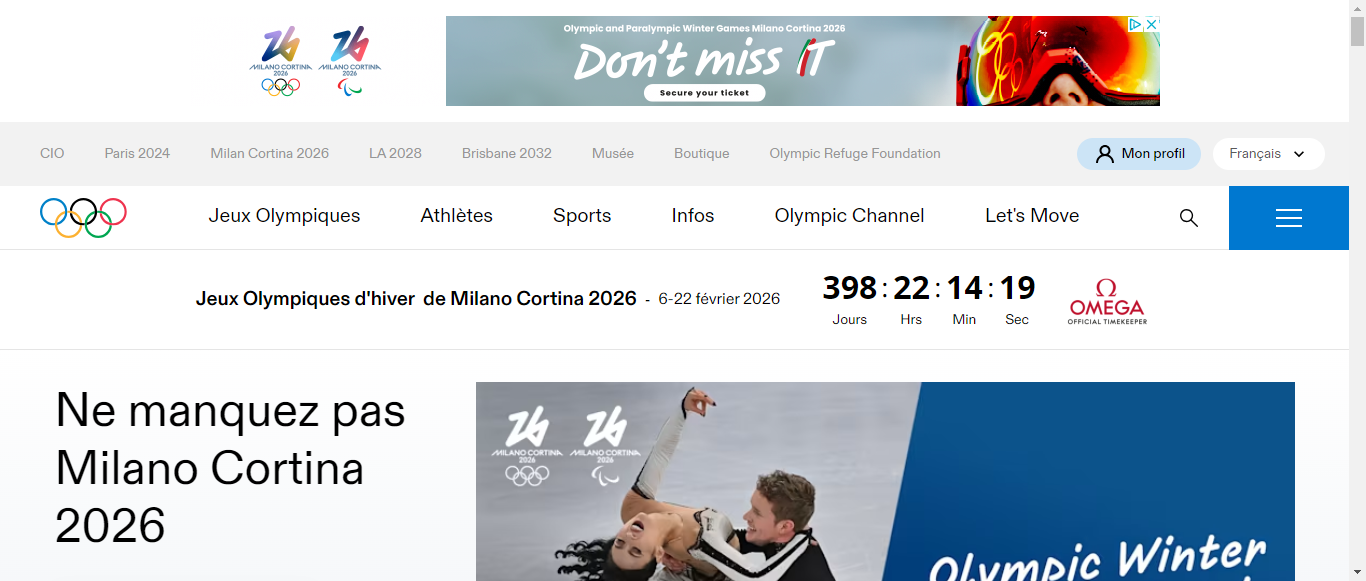 MILANO CORTINA
2026
MILANO CORTINA
2026
Olympic and Paralympic Winter Games Milano Cortina 2026
Don't miss IT
Secure your ticket
CIO Paris 2024 Milan Cortina 2026 LA 2028 Brisbane 2032 Musée Boutique Olympic Refuge Foundation Mon profil Français
Jeux Olympiques Athlètes Sports Infos Olympic Channel Let's Move
Jeux Olympiques d'hiver de Milano Cortina 2026 - 6-22 février 2026
398 : 22 : 14 : 19
Jours Hrs Min Sec
Ω
OMEGA
OFFICIAL TIMEKEEPER
Ne manquez pas
Milano Cortina
2026
MILANO CORTINA
2026
MILANO CORTINA
2026
Olympic Winter